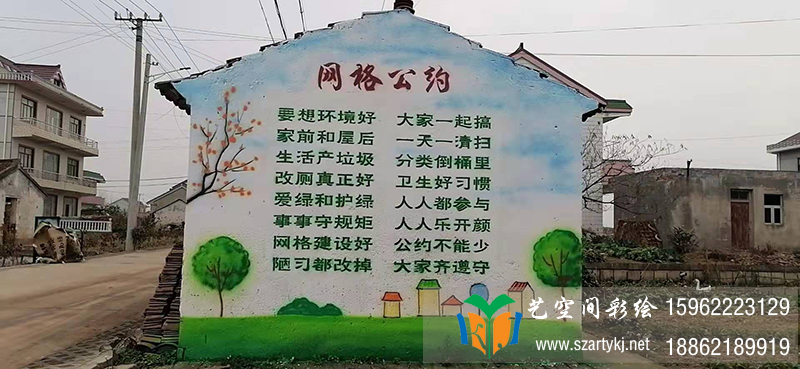 网格公约
要想环境好 大家一起搞
家前和屋后 一天一清扫
生活产垃圾 分类倒桶里
改厕真正好 卫生好习惯
爱绿和护绿 人人都参与
事事守规矩 人人乐开颜
网格建设好 公约不能少
陋习都改掉 大家齐遵守
艺空间彩绘 15962223129
www.szartykj.net 18862189919